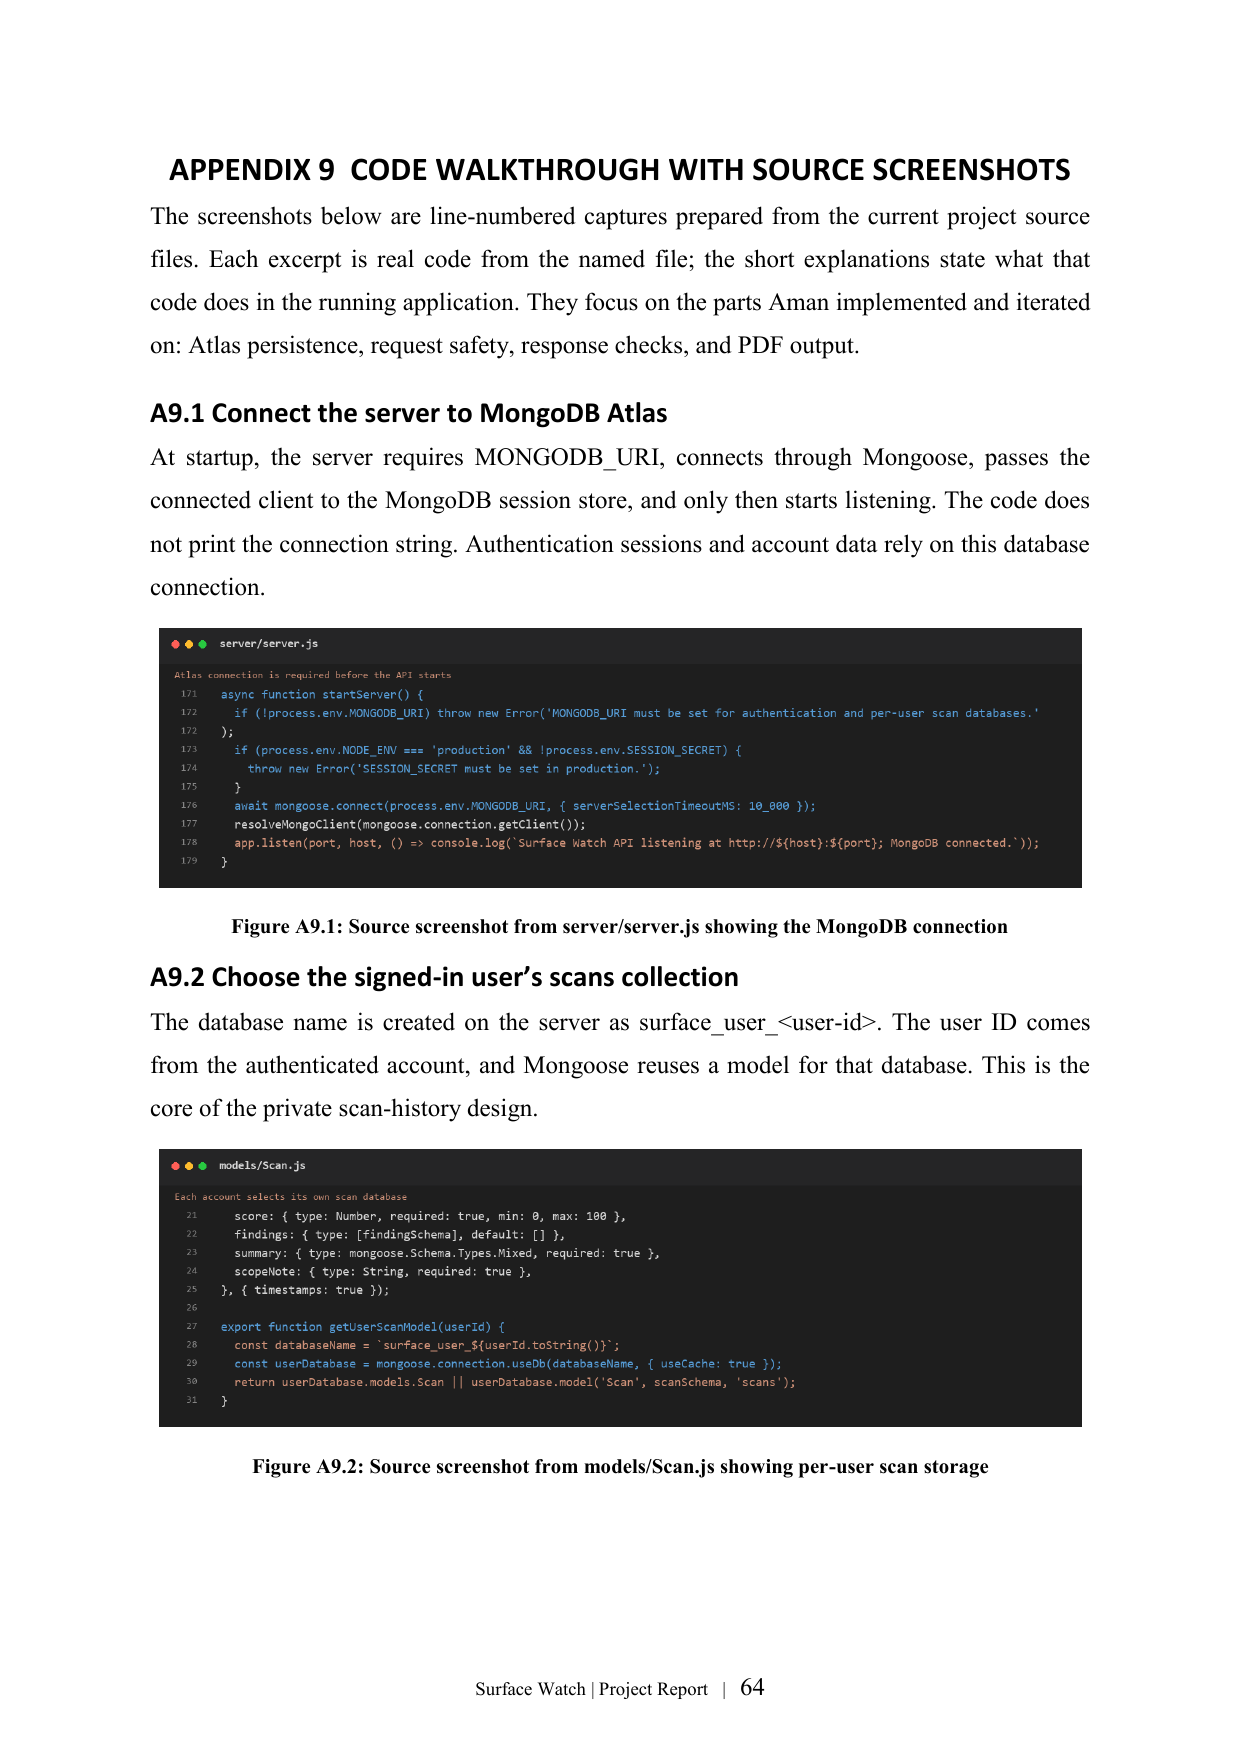 APPENDIX 9  CODE WALKTHROUGH WITH SOURCE SCREENSHOTS
The screenshots below are line-numbered captures prepared from the current project source
files. Each excerpt is real code from the named file; the short explanations state what that
code does in the running application. They focus on the parts Aman implemented and iterated
on: Atlas persistence, request safety, response checks, and PDF output.
A9.1 Connect the server to MongoDB Atlas
At startup, the server requires MONGODB_URI, connects through Mongoose, passes the
connected client to the MongoDB session store, and only then starts listening. The code does
not print the connection string. Authentication sessions and account data rely on this database
connection.
server/server.js
Atlas connection is required before the API starts
171 async function startServer() {
172   if (!process.env.MONGODB_URI) throw new Error('MONGODB_URI must be set for authentication and per-user scan databases.'
172 );
173   if (process.env.NODE_ENV === 'production' && !process.env.SESSION_SECRET) {
174     throw new Error('SESSION_SECRET must be set in production.');
175   }
176   await mongoose.connect(process.env.MONGODB_URI, { serverSelectionTimeoutMS: 10_000 });
177   resolveMongoClient(mongoose.connection.getClient());
178   app.listen(port, host, () => console.log(`Surface Watch API listening at http://${host}:${port}; MongoDB connected.`));
179 }
Figure A9.1: Source screenshot from server/server.js showing the MongoDB connection
A9.2 Choose the signed-in user’s scans collection
The database name is created on the server as surface_user_<user-id>. The user ID comes
from the authenticated account, and Mongoose reuses a model for that database. This is the
core of the private scan-history design.
models/Scan.js
Each account selects its own scan database
21   score: { type: Number, required: true, min: 0, max: 100 },
22   findings: { type: [findingSchema], default: [] },
23   summary: { type: mongoose.Schema.Types.Mixed, required: true },
24   scopeNote: { type: String, required: true },
25 }, { timestamps: true });
26
27 export function getUserScanModel(userId) {
28   const databaseName = `surface_user_${userId.toString()}`;
29   const userDatabase = mongoose.connection.useDb(databaseName, { useCache: true });
30   return userDatabase.models.Scan || userDatabase.model('Scan', scanSchema, 'scans');
31 }
Figure A9.2: Source screenshot from models/Scan.js showing per-user scan storage
Surface Watch | Project Report | 64